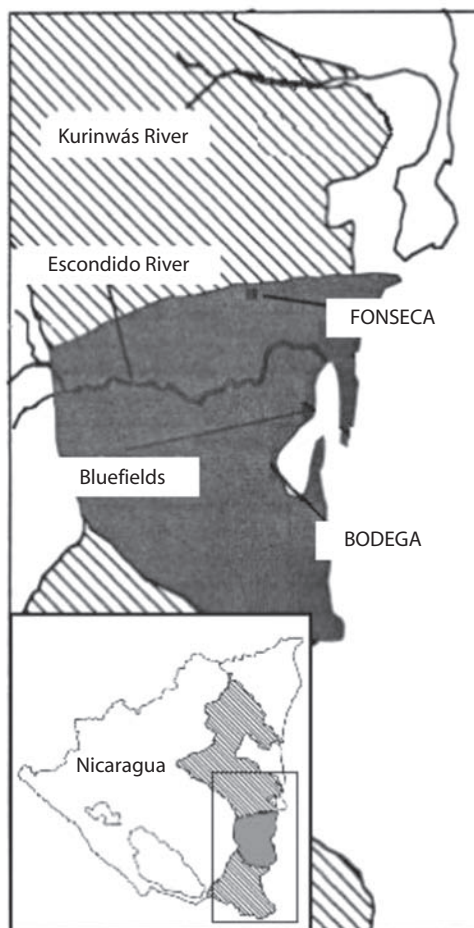 Kurinwás River
Escondido River
FONSECA
Bluefields
BODEGA
Nicaragua